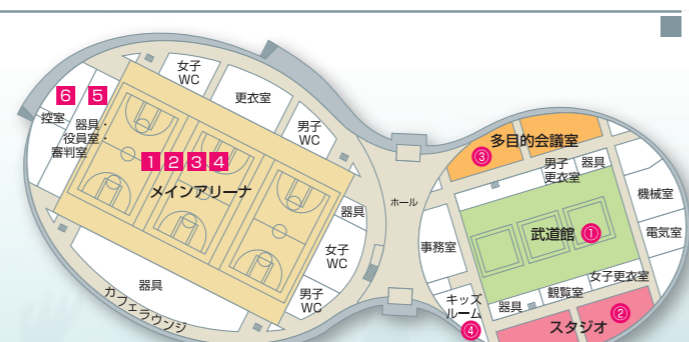 女子
WC
更衣室
男子
WC
6 5
控室
器具・
役員室・
審判室
1 2 3 4
メインアリーナ
器具
女子
WC
男子
WC
器具
カフェラウンジ
ホール
多目的会議室
③
男子
更衣室
器具
機械室
武道館 ①
電気室
事務室
女子更衣室
観覧室
器具
キッズ
ルーム
④
②
スタジオ